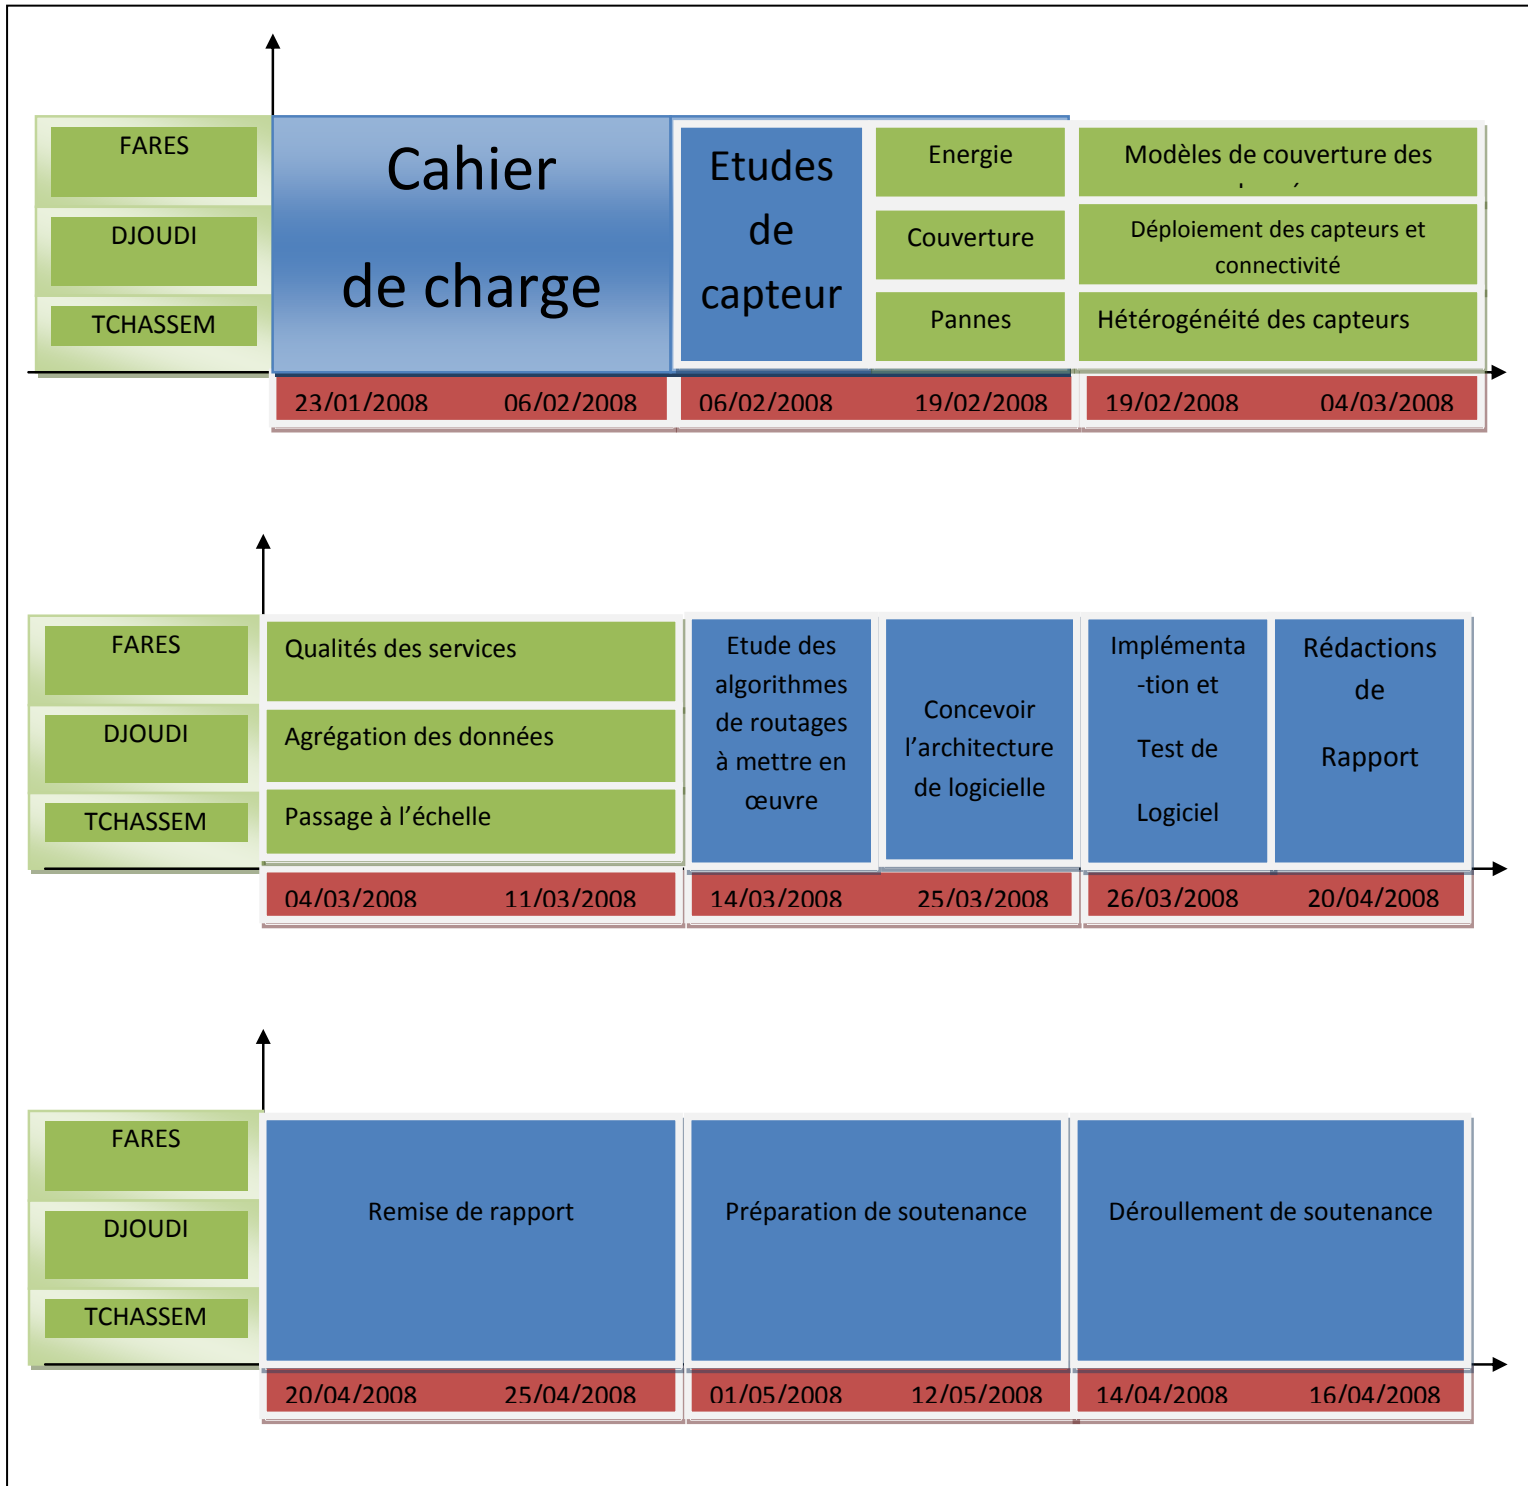 FARES
DJOUDI
TCHASSEM
Cahier
de charge
Etudes
de
capteur
Energie
Couverture
Pannes
Modèles de couverture des
Déploiement des capteurs et
connectivité
Hétérogénéité des capteurs
23/01/2008 06/02/2008
06/02/2008 19/02/2008
19/02/2008 04/03/2008
FARES
DJOUDI
TCHASSEM
Qualités des services
Agrégation des données
Passage à l’échelle
Etude des
algorithmes
de routages
à mettre en
œuvre
Concevoir
l’architecture
de logicielle
Implémenta
-tion et
Test de
Logiciel
Rédactions
de
Rapport
04/03/2008 11/03/2008
14/03/2008 25/03/2008
26/03/2008 20/04/2008
FARES
DJOUDI
TCHASSEM
Remise de rapport
Préparation de soutenance
Déroullement de soutenance
20/04/2008 25/04/2008
01/05/2008 12/05/2008
14/04/2008 16/04/2008